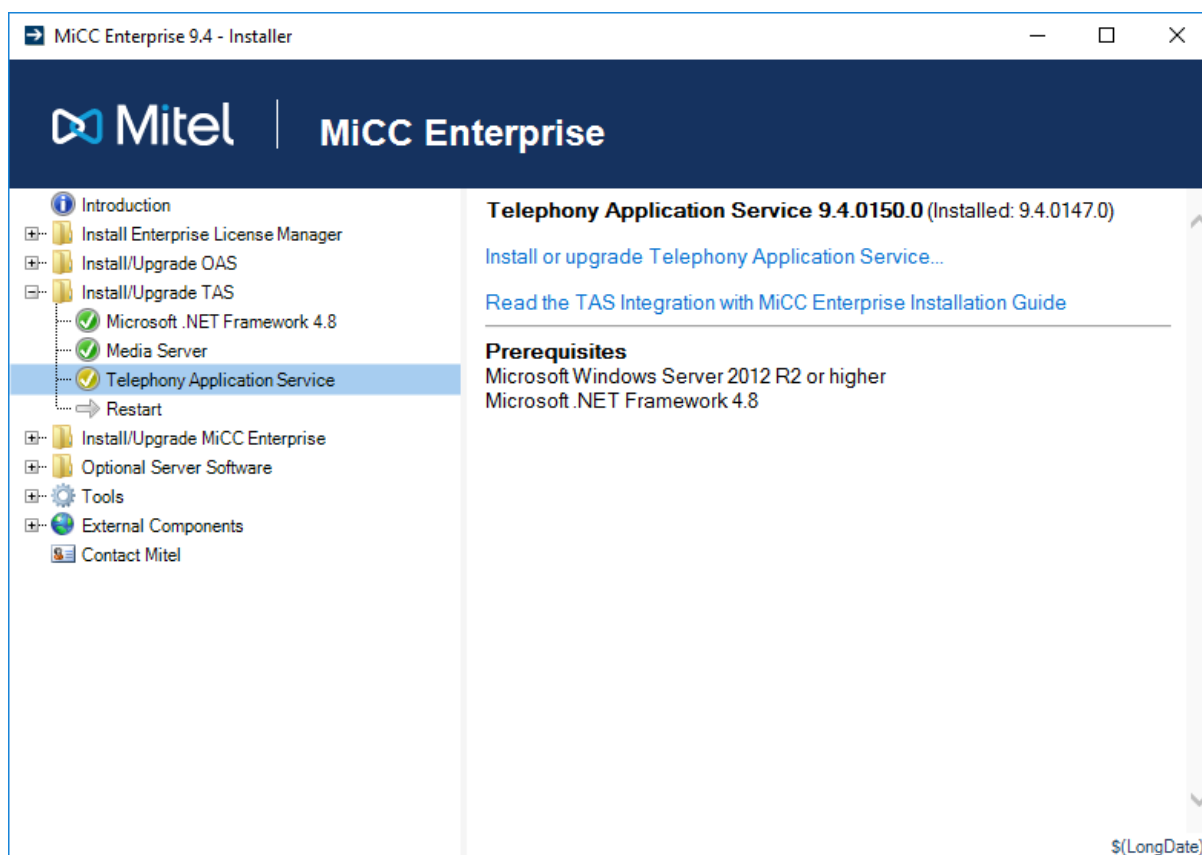 MiCC Enterprise 9.4 - Installer
Mitel
MiCC Enterprise
Introduction
Install Enterprise License Manager
Install/Upgrade OAS
Install/Upgrade TAS
Microsoft .NET Framework 4.8
Media Server
Telephony Application Service
Restart
Install/Upgrade MiCC Enterprise
Optional Server Software
Tools
External Components
Contact Mitel
Telephony Application Service 9.4.0150.0 (Installed: 9.4.0147.0)
Install or upgrade Telephony Application Service...
Read the TAS Integration with MiCC Enterprise Installation Guide
Prerequisites
Microsoft Windows Server 2012 R2 or higher
Microsoft .NET Framework 4.8
$(LongDate)